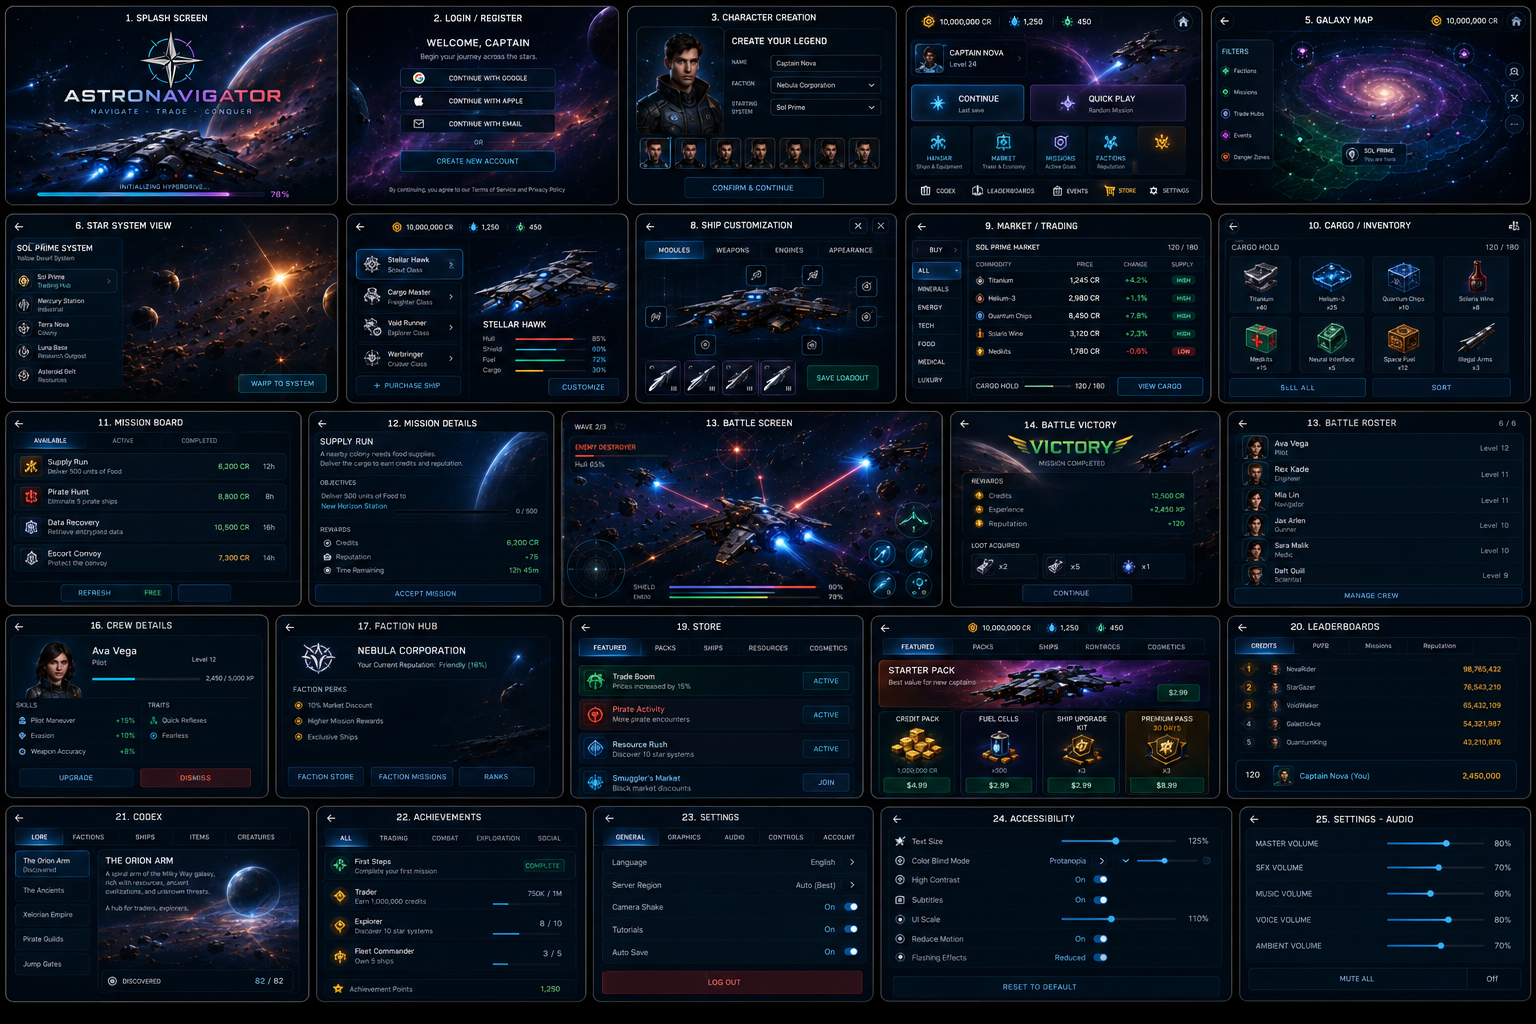 1. SPLASH SCREEN
ASTRONAVIGATOR
NAVIGATE · TRADE · CONQUER
INITIALIZING HYPERDRIVE...
78%
2. LOGIN / REGISTER
WELCOME, CAPTAIN
Begin your journey across the stars.
CONTINUE WITH GOOGLE
CONTINUE WITH APPLE
CONTINUE WITH EMAIL
OR
CREATE NEW ACCOUNT
By continuing, you agree to our Terms of Service and Privacy Policy
3. CHARACTER CREATION
CREATE YOUR LEGEND
NAME
Captain Nova
FACTION
Nebula Corporation
STARTING SYSTEM
Sol Prime
CONFIRM & CONTINUE
10,000,000 CR
1,250
450
CAPTAIN NOVA
Level 24
CONTINUE
Last save
QUICK PLAY
Random Mission
HANGAR
MARKET
Trade & Economy
MISSIONS
FACTIONS
Reputation
CODEX
LEADERBOARDS
EVENTS
STORE
SETTINGS
5. GALAXY MAP
10,000,000 CR
FILTERS
Factions
Missions
Trade Hubs
Events
Danger Zones
SOL PRIME
You are here
6. STAR SYSTEM VIEW
SOL PRIME SYSTEM
Yellow Dwarf System
Sol Prime
Trading Hub
Mercury Station
Industrial
Terra Nova
Colony
Luna Base
Research Outpost
Asteroid Belt
Resources
WARP TO SYSTEM
10,000,000 CR
1,250
450
Stellar Hawk
Scout Class
Cargo Master
Freighter Class
Void Runner
Explorer Class
Warbringer
Cruiser Class
+ PURCHASE SHIP
STELLAR HAWK
Hull 85%
Shield 60%
Fuel 72%
Cargo 30%
CUSTOMIZE
8. SHIP CUSTOMIZATION
MODULES
WEAPONS
ENGINES
APPEARANCE
SAVE LOADOUT
9. MARKET / TRADING
BUY
ALL
MINERALS
ENERGY
TECH
FOOD
MEDICAL
LUXURY
SOL PRIME MARKET 120 / 180
COMMODITY PRICE CHANGE SUPPLY
Titanium 1,245 CR +4.2% HIGH
Helium-3 2,980 CR +1.1% HIGH
Quantum Chips 8,450 CR +7.8% HIGH
Solaris Wine 3,120 CR +2.3% HIGH
Medkits 1,780 CR -0.6% LOW
CARGO HOLD 120 / 180
VIEW CARGO
10. CARGO / INVENTORY
CARGO HOLD 120 / 180
Titanium
x40
Helium-3
x25
Quantum Chips
x10
Solaris Wine
x8
Medkits
x15
Neural Interface
x5
Space Fuel
x12
Illegal Arms
x3
SELL ALL
SORT
11. MISSION BOARD
AVAILABLE
ACTIVE
COMPLETED
Supply Run
Deliver 500 units of Food
6,200 CR 12h
Pirate Hunt
Eliminate 5 pirate ships
8,800 CR 8h
Data Recovery
Retrieve encrypted data
10,500 CR 16h
Escort Convoy
Protect the convoy
7,300 CR 14h
REFRESH FREE
12. MISSION DETAILS
SUPPLY RUN
A nearby colony needs food supplies.
Deliver the cargo to earn credits and reputation.
OBJECTIVES
Deliver 500 units of Food to
New Horizon Station
0 / 500
REWARDS
Credits 6,200 CR
Reputation +75
Time Remaining 12h 45m
ACCEPT MISSION
13. BATTLE SCREEN
WAVE 2/3
ENEMY DESTROYER
Hull 65%
SHIELD 80%
ENERGY 70%
14. BATTLE VICTORY
VICTORY
MISSION COMPLETED
REWARDS
Credits 12,500 CR
Experience +2,450 XP
Reputation +120
LOOT ACQUIRED
x2
x5
x1
CONTINUE
13. BATTLE ROSTER
6 / 6
Ava Vega
Pilot
Level 12
Rex Kade
Engineer
Level 11
Mia Lin
Navigator
Level 11
Jax Arlen
Gunner
Level 10
Sara Malik
Medic
Level 10
Daft Quill
Scientist
Level 9
MANAGE CREW
16. CREW DETAILS
Ava Vega
Pilot
Level 12
2,450 / 5,000 XP
SKILLS
Pilot Maneuver +15%
Evasion +10%
Weapon Accuracy +8%
TRAITS
Quick Reflexes
Fearless
UPGRADE
DISMISS
17. FACTION HUB
NEBULA CORPORATION
Your Current Reputation: Friendly (16%)
FACTION PERKS
10% Market Discount
Higher Mission Rewards
Exclusive Ships
FACTION STORE
FACTION MISSIONS
RANKS
19. STORE
FEATURED
PACKS
SHIPS
RESOURCES
COSMETICS
Trade Boom
Prices increased by 15%
ACTIVE
Pirate Activity
More pirate encounters
ACTIVE
Resource Rush
Discover 10 star systems
ACTIVE
Smuggler's Market
Black market discounts
JOIN
10,000,000 CR
1,250
450
FEATURED
PACKS
SHIPS
COSMETICS
STARTER PACK
Best value for new captains
$2.99
CREDIT PACK
1,000,000 CR
$4.99
FUEL CELLS
x500
$2.99
SHIP UPGRADE KIT
x3
$2.99
PREMIUM PASS
30 DAYS
X3
$8.99
20. LEADERBOARDS
CREDITS
Missions
Reputation
1 NovaRider 98,765,432
2 StarGazer 76,543,210
3 VoidWalker 65,432,109
4 GalacticAce 54,321,987
5 QuantumKing 43,210,876
120 Captain Nova (You) 2,450,000
21. CODEX
LORE
FACTIONS
SHIPS
ITEMS
CREATURES
The Orion Arm
Discovered
The Ancients
Xelorian Empire
Pirate Guilds
Jump Gates
THE ORION ARM
A spiral arm of the Milky Way galaxy,
rich with resources, ancient
civilizations, and unknown threats.
A hub for traders, explorers.
DISCOVERED 82 / 82
22. ACHIEVEMENTS
ALL
TRADING
COMBAT
EXPLORATION
SOCIAL
First Steps
Complete your first mission
COMPLETE
Trader
Earn 1,000,000 credits
750K / 1M
Explorer
Discover 10 star systems
8 / 10
Fleet Commander
Own 5 ships
3 / 5
Achievement Points 1,250
23. SETTINGS
GENERAL
GRAPHICS
AUDIO
CONTROLS
ACCOUNT
Language English
Server Region Auto (Best)
Camera Shake On
Tutorials On
Auto Save On
LOG OUT
24. ACCESSIBILITY
Text Size 125%
Color Blind Mode Protanopia
High Contrast On
Subtitles On
UI Scale 110%
Reduce Motion On
Flashing Effects Reduced
RESET TO DEFAULT
25. SETTINGS - AUDIO
MASTER VOLUME 80%
SFX VOLUME 70%
MUSIC VOLUME 60%
VOICE VOLUME 80%
AMBIENT VOLUME 70%
MUTE ALL Off